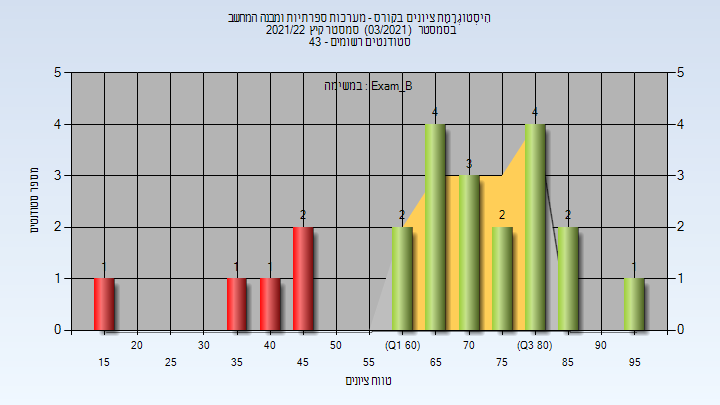 הִיסְטוֹגְרָמַת ציונים בקורס - מערכות ספרתיות ומבנה המחשב
בסמסטר (03/2021) סמסטר קיץ 2021/22
סטודנטים רשומים - 43
במשימה : Exam_B
5 5
4 4
3 3
2 2
1 1
0 0
1 1 1 2 2 4 3 2 4 2 1
מספר סטודנטים
20 30 40 50 (Q1 60) 70 (Q3 80) 90
15 25 35 45 55 65 75 85 95
טווח ציונים